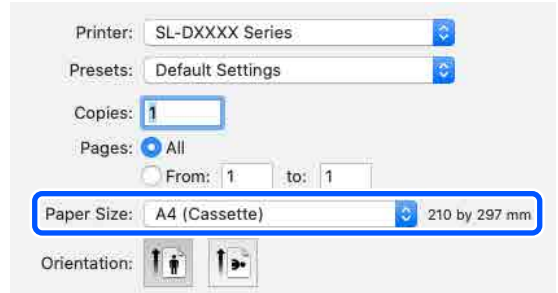 Printer: SL-DXXXX Series
Presets: Default Settings
Copies: 1
Pages: All
From: 1 to: 1
Paper Size: A4 (Cassette) 210 by 297 mm
Orientation: